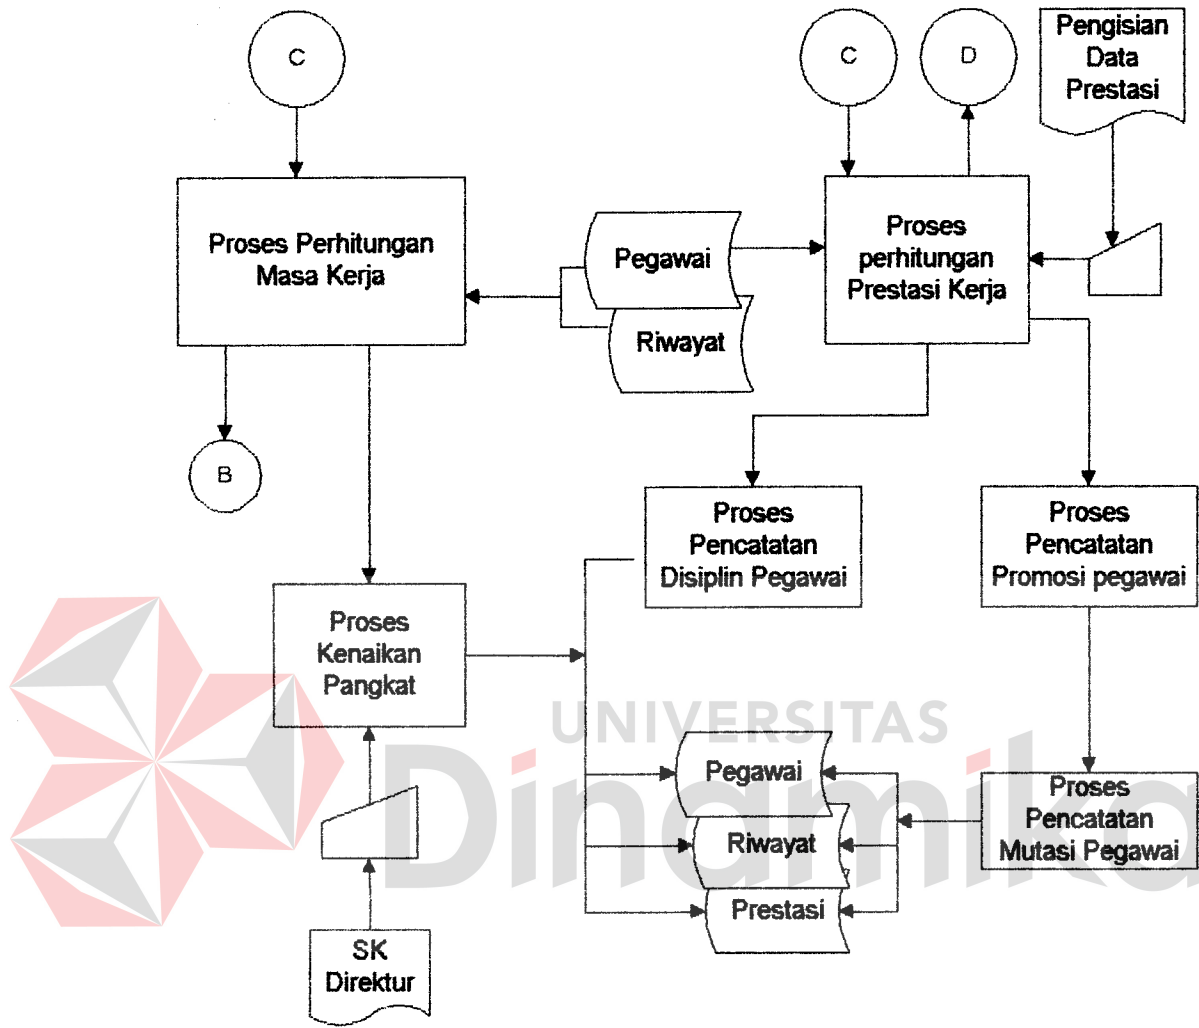 C
C
D
Pengisian
Data
Prestasi
Proses Perhitungan
Masa Kerja
Pegawai
Riwayat
Proses
perhitungan
Prestasi Kerja
B
Proses
Pencatatan
Disiplin Pegawai
Proses
Pencatatan
Promosi pegawai
Proses
Kenaikan
Pangkat
UNIVERSITAS
Dinamika
Pegawai
Riwayat
Prestasi
Proses
Pencatatan
Mutasi Pegawai
SK
Direktur